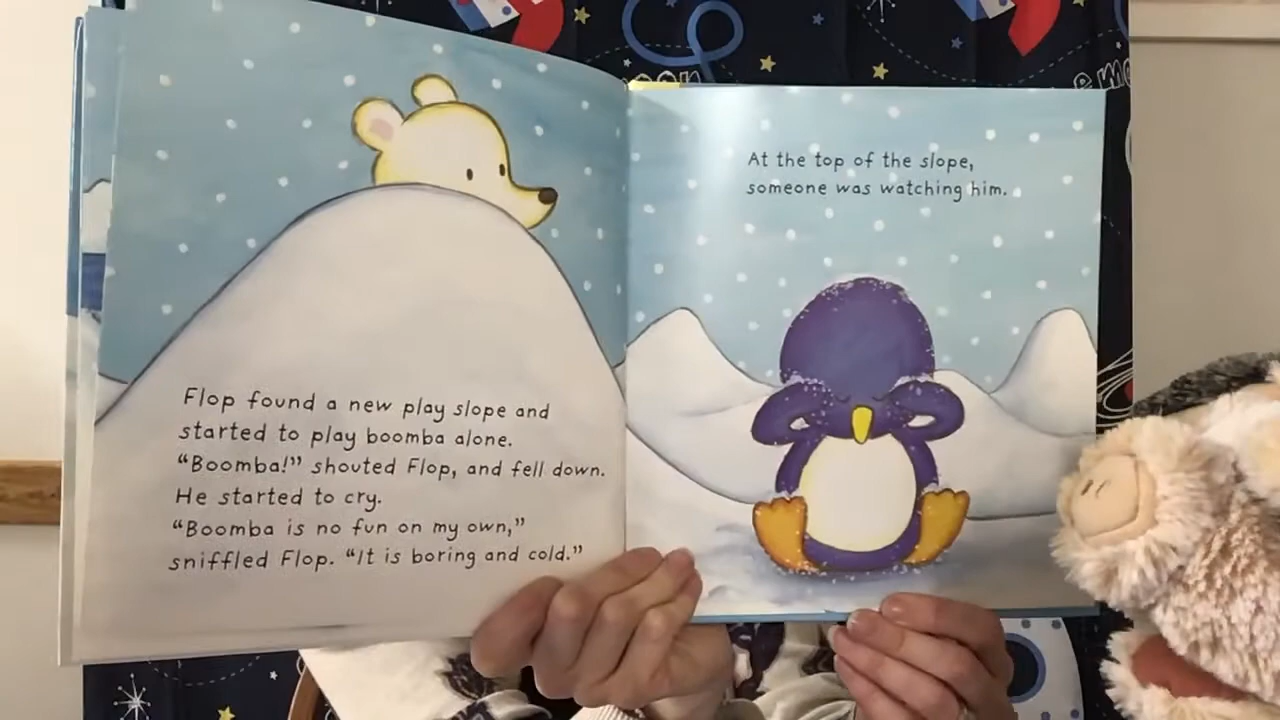 Flop found a new play slope and
started to play boomba alone.
“Boomba!” shouted Flop, and fell down.
He started to cry.
“Boomba is no fun on my own,”
sniffled Flop. “It is boring and cold.”
At the top of the slope,
someone was watching him.